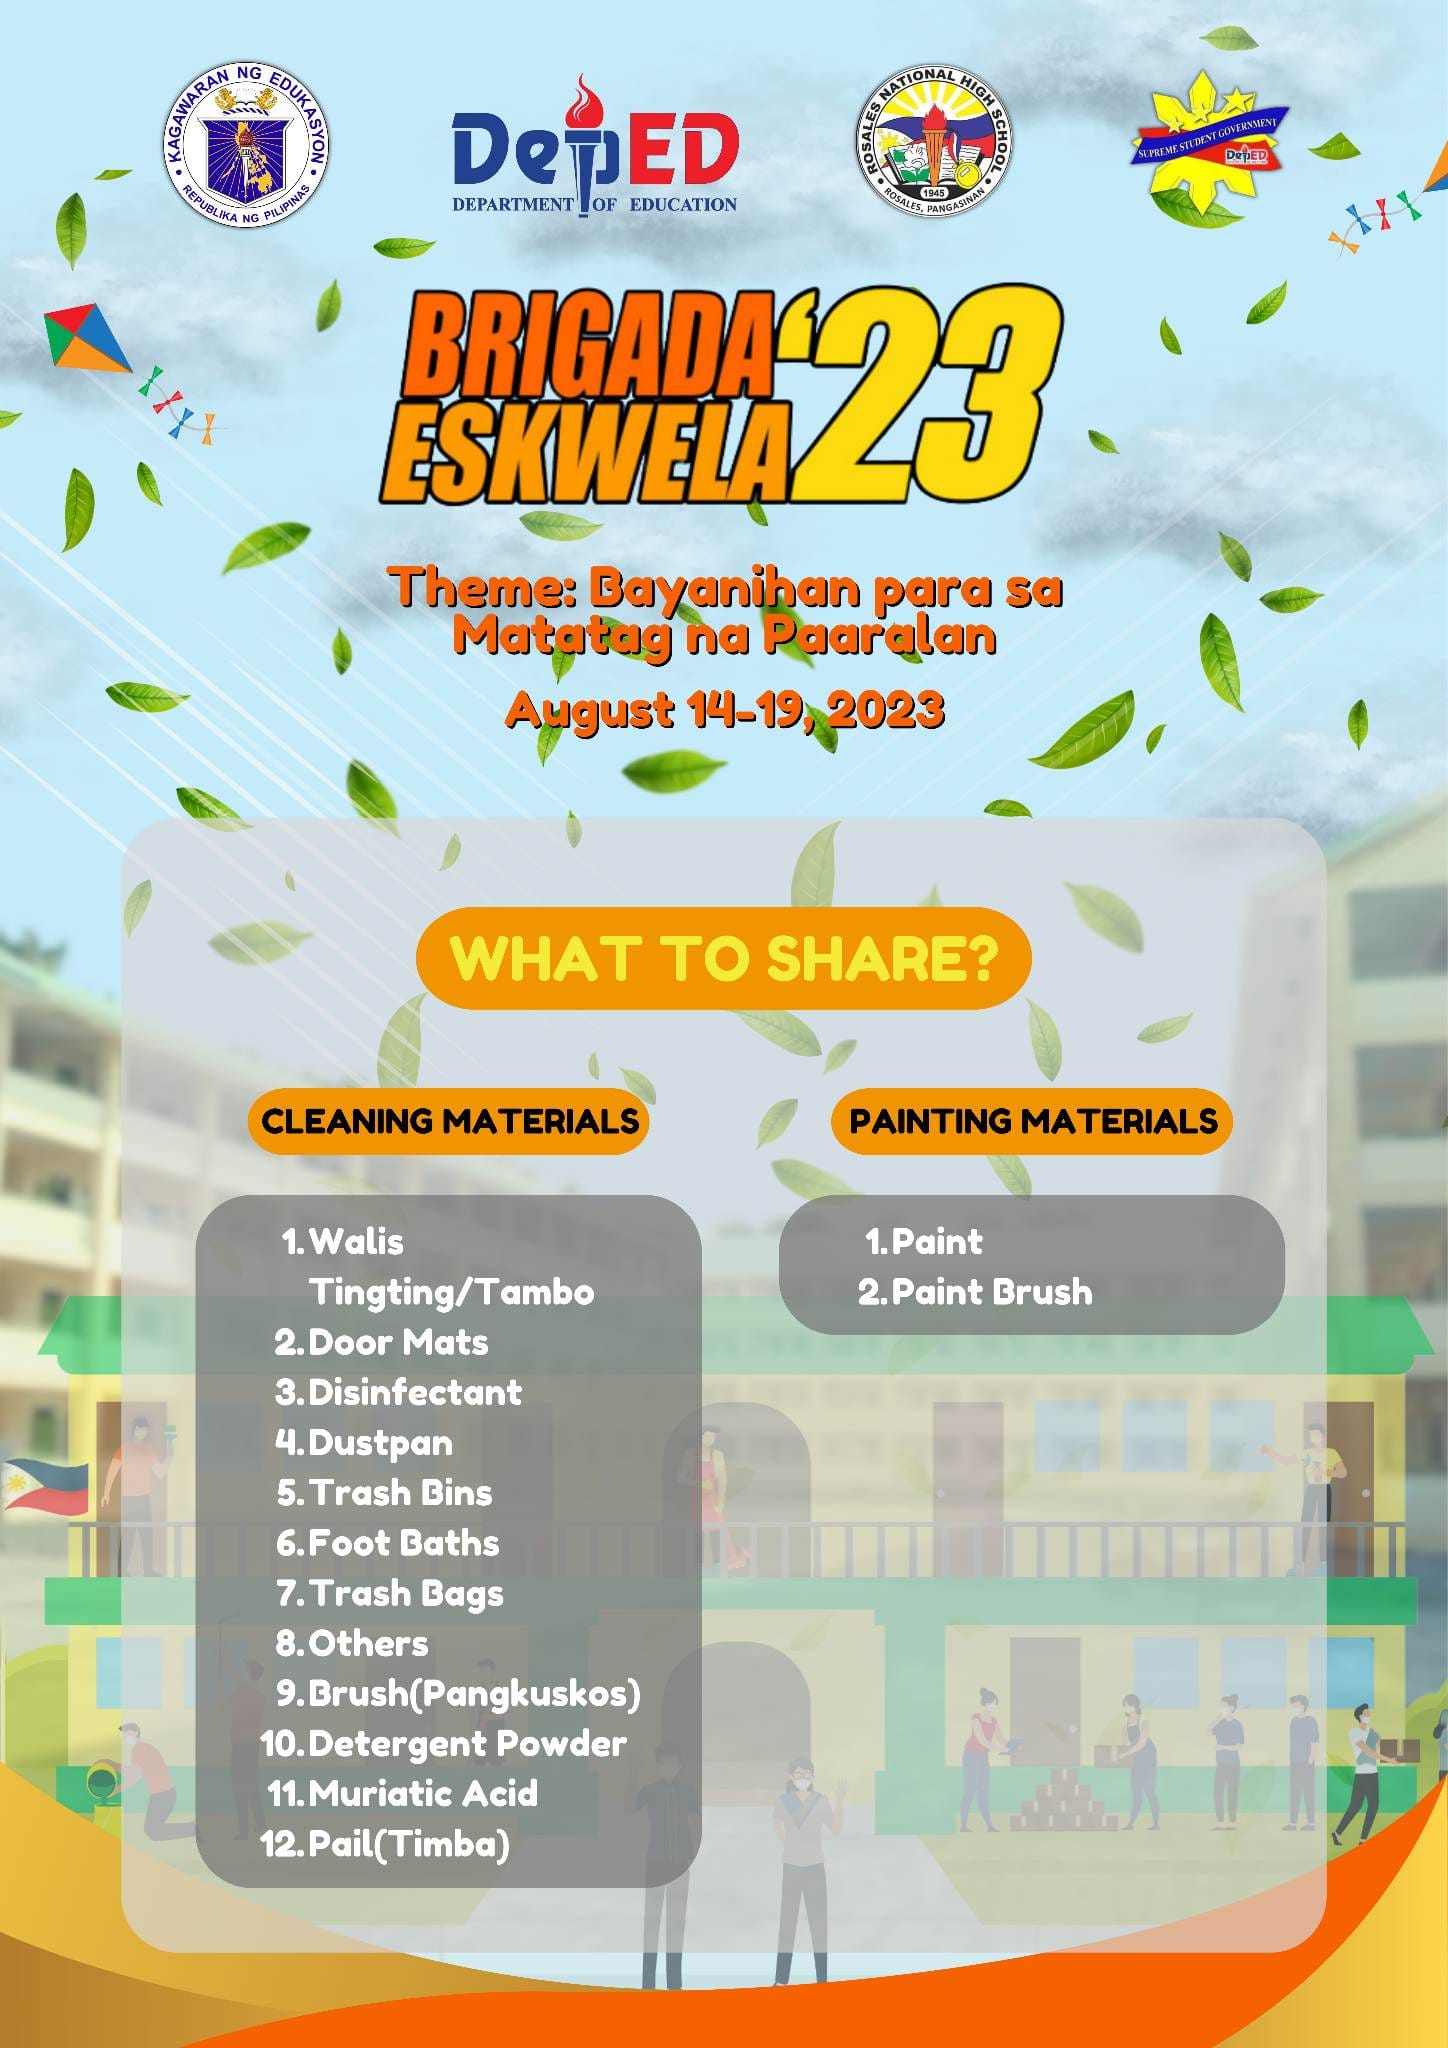 KAGAWARAN NG EDUKASYON
REPUBLIKA NG PILIPINAS
DepED
DEPARTMENT OF EDUCATION
ROSALES NATIONAL HIGH SCHOOL
1945
ROSALES, PANGASINAN
SUPREME STUDENT GOVERNMENT
DepED
BRIGADA
ESKWELA
'23
Theme: Bayanihan para sa
Matatag na Paaralan
August 14-19, 2023
WHAT TO SHARE?
CLEANING MATERIALS
1. Walis
Tingting/Tambo
2. Door Mats
3. Disinfectant
4. Dustpan
5. Trash Bins
6. Foot Baths
7. Trash Bags
8. Others
9. Brush(Pangkuskos)
10. Detergent Powder
11. Muriatic Acid
12. Pail(Timba)
PAINTING MATERIALS
1. Paint
2. Paint Brush